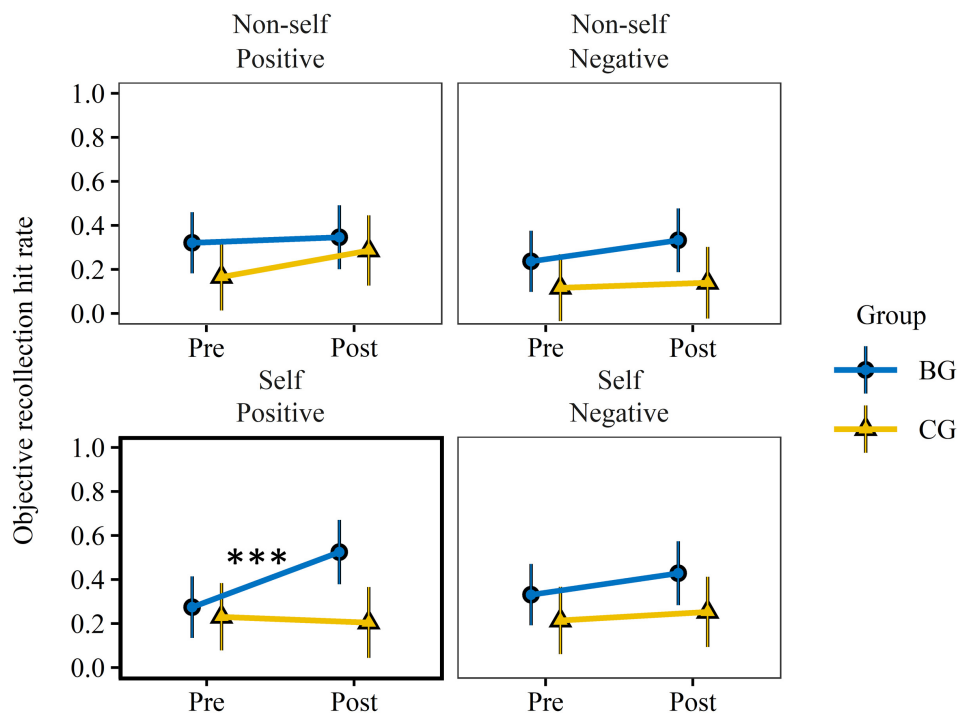 Non-self
Positive
Non-self
Negative
Objective recollection hit rate
1.0
0.8
0.6
0.4
0.2
0.0
Pre
Post
Pre
Post
Self
Positive
Self
Negative
1.0
0.8
0.6
0.4
0.2
0.0
***
Pre
Post
Pre
Post
Group
BG
CG